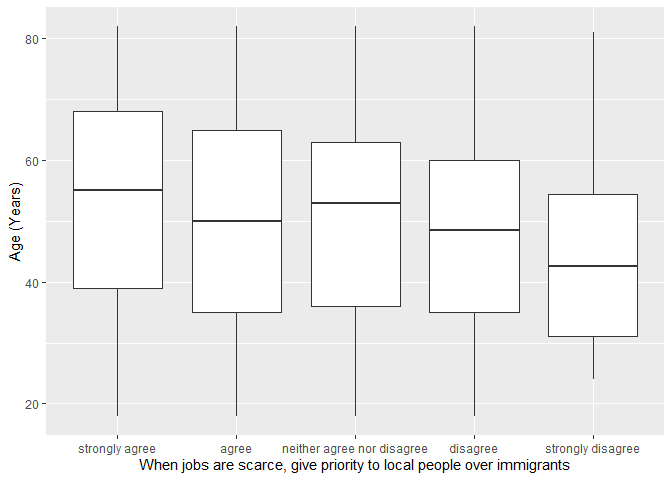 80
60
40
20
Age (Years)
strongly agree agree neither agree nor disagree disagree strongly disagree
When jobs are scarce, give priority to local people over immigrants